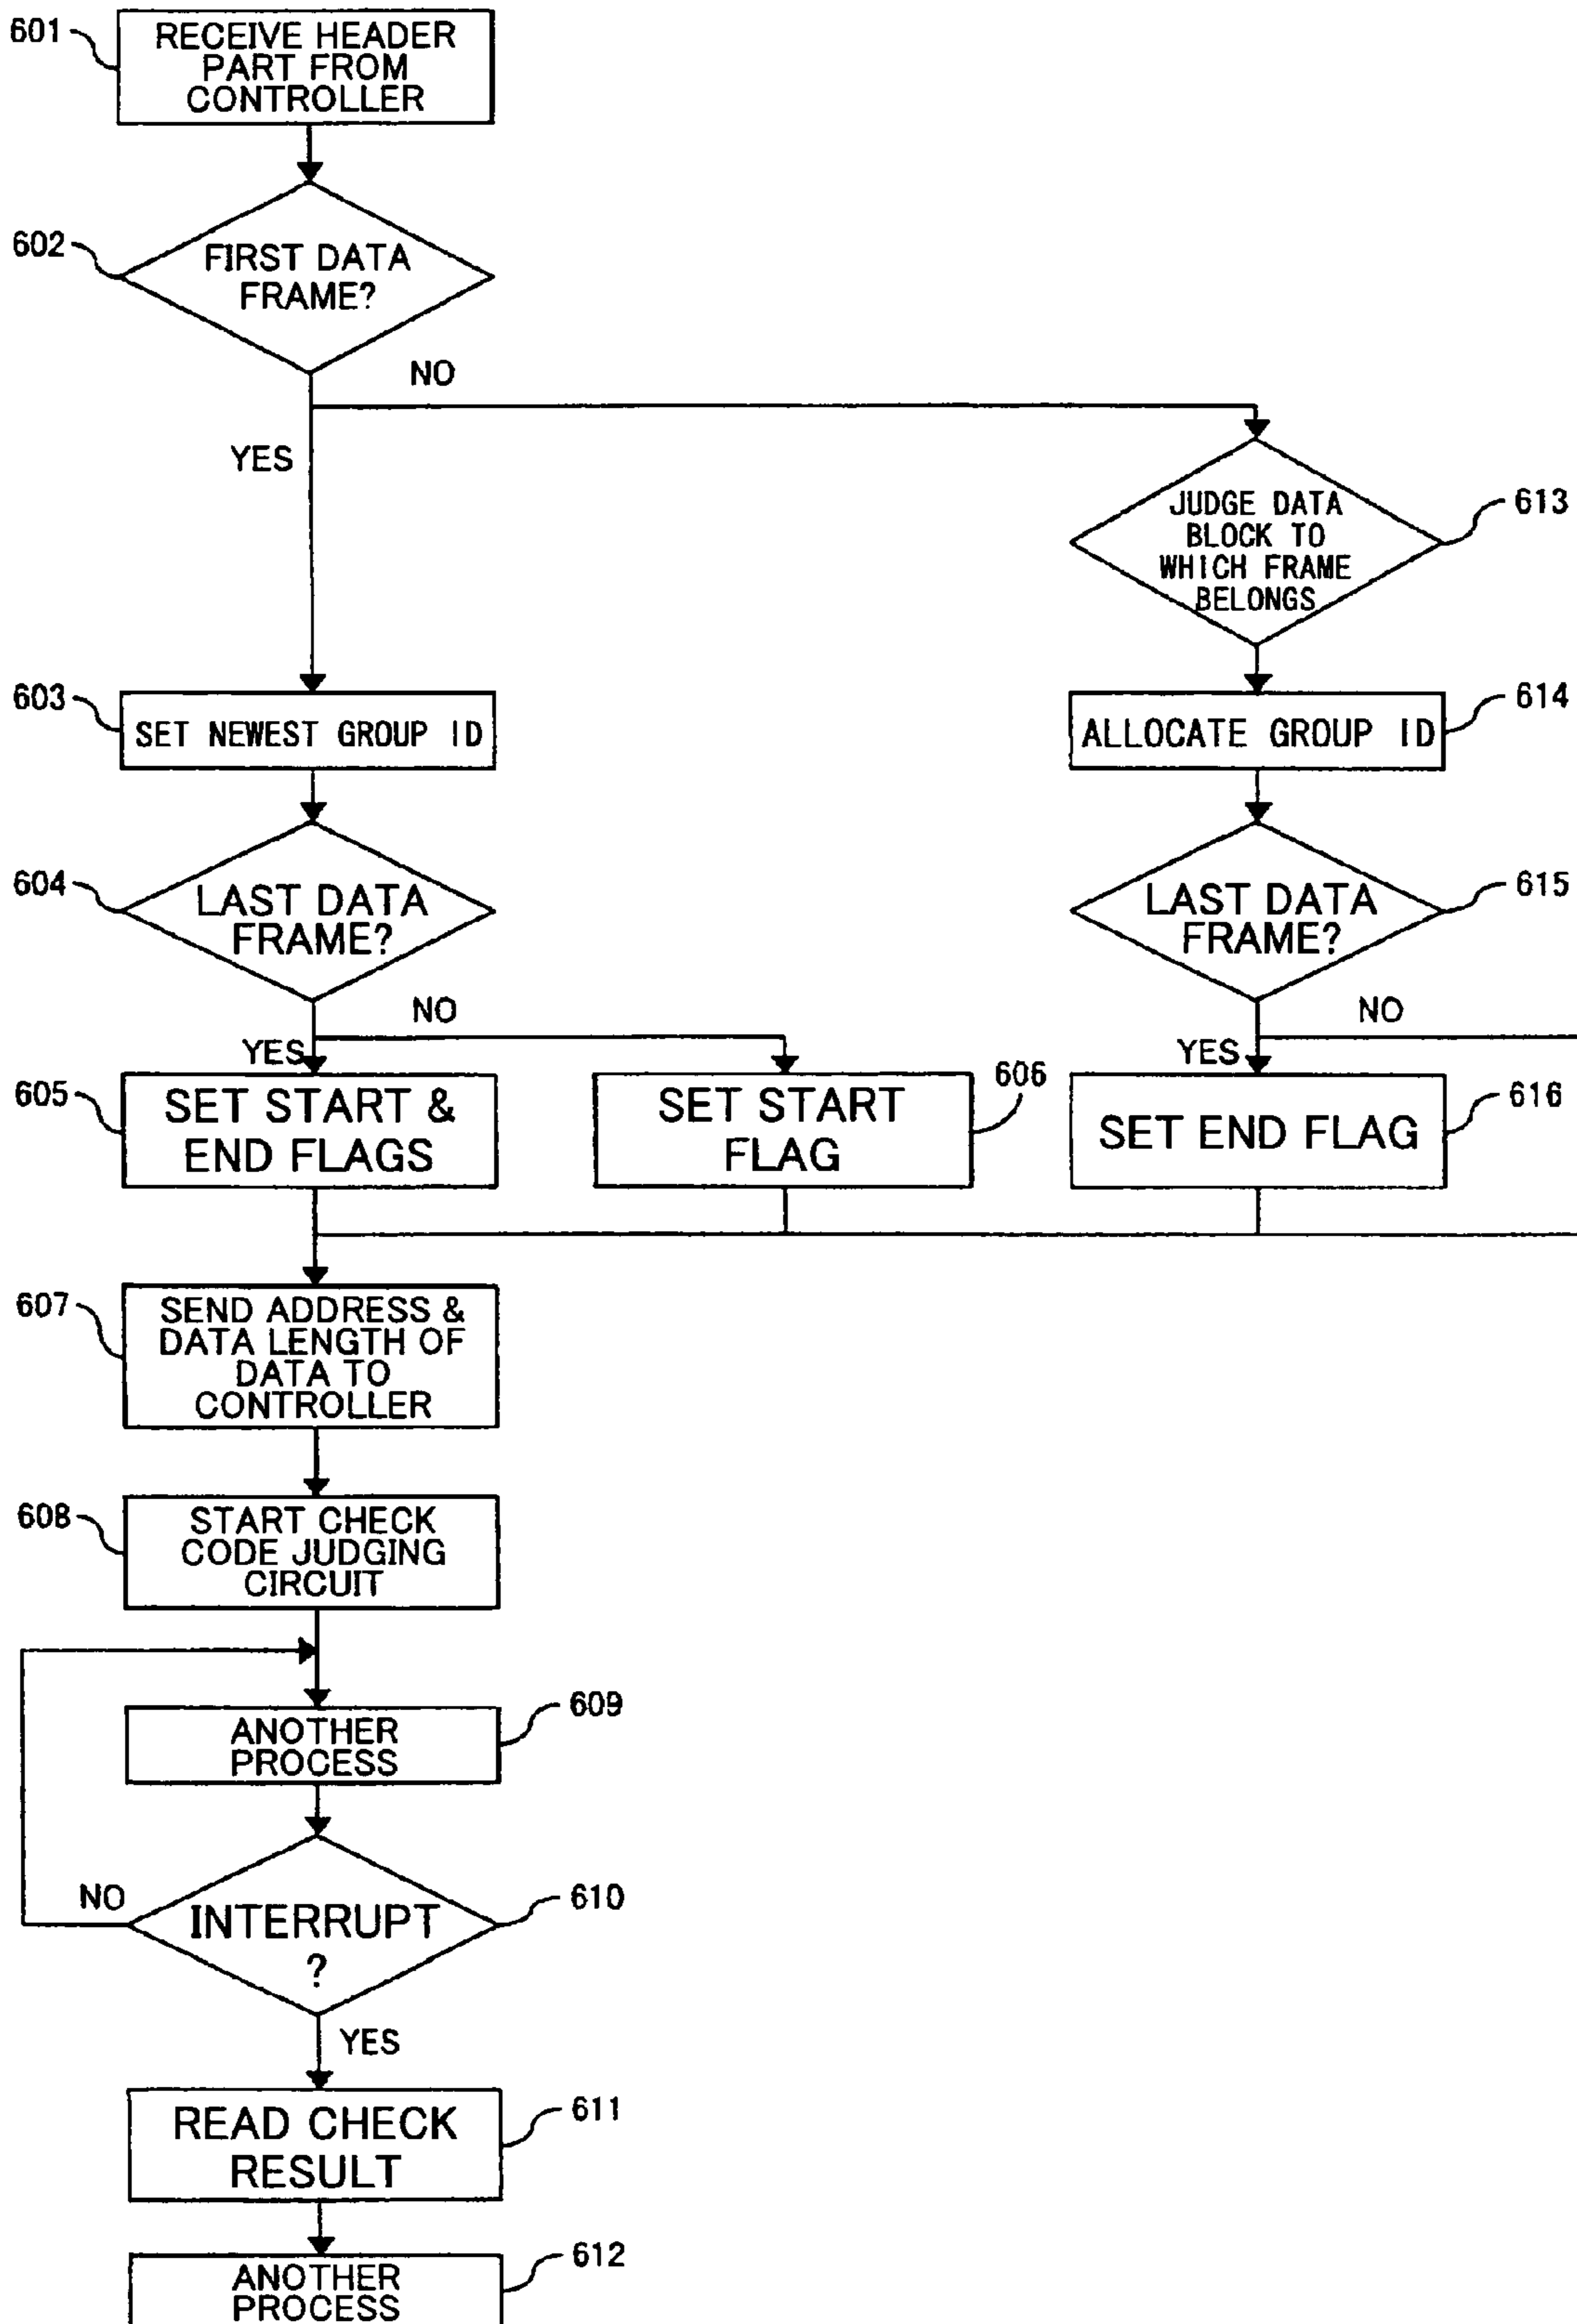 601
RECEIVE HEADER
PART FROM
CONTROLLER
602
FIRST DATA
FRAME?
NO
YES
JUDGE DATA
BLOCK TO
WHICH FRAME
BELONGS
613
603
SET NEWEST GROUP ID
ALLOCATE GROUP ID
614
604
LAST DATA
FRAME?
LAST DATA
FRAME?
615
NO
YES
NO
YES
605
SET START &
END FLAGS
SET START
FLAG
606
SET END FLAG
616
607
SEND ADDRESS &
DATA LENGTH OF
DATA TO
CONTROLLER
608
START CHECK
CODE JUDGING
CIRCUIT
ANOTHER
PROCESS
609
NO
INTERRUPT
?
610
YES
READ CHECK
RESULT
611
ANOTHER
PROCESS
612